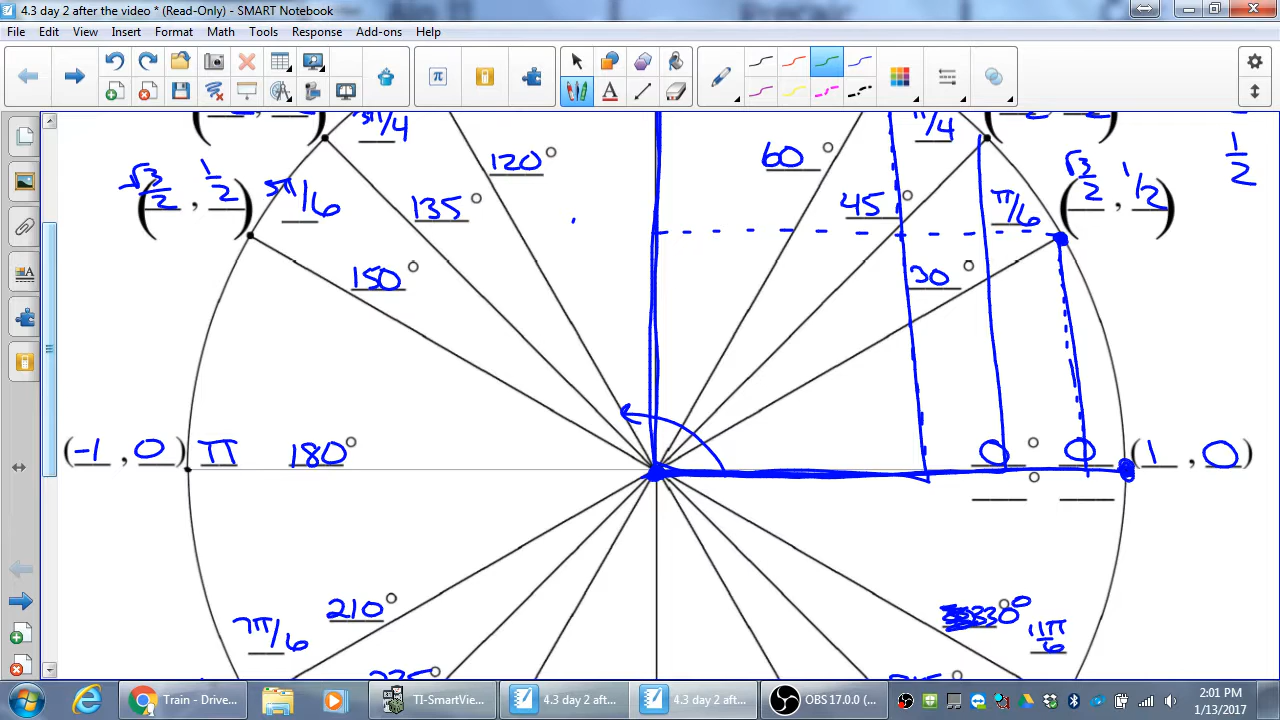 4.3 day 2 after the video * (Read-Only) - SMART Notebook
File Edit View Insert Format Math Tools Response Add-ons Help
3π/4
π/4
120°
60°
-√3/2 , 1/2
5π/6
135°
45°
π/6
(√3/2 , 1/2)
1/2
150°
30°
(-1, 0) π 180°
0° 0 (1, 0)
°
210°
330°
7π/6
11π/6
Train - Drive...
TI-SmartVie...
4.3 day 2 aft...
4.3 day 2 aft...
OBS 17.0.0 (...
2:01 PM
1/13/2017